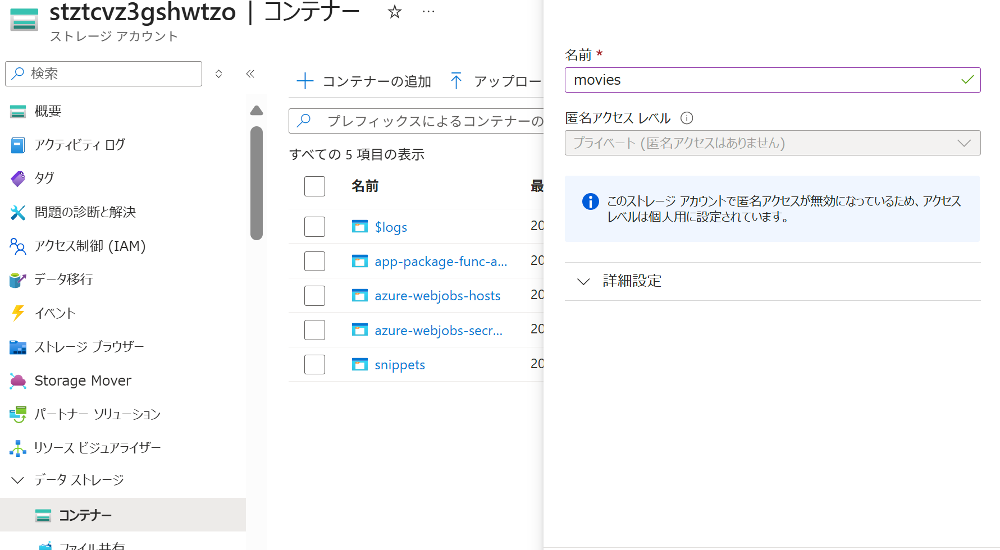 stztcvz3gshwtzo | コンテナー
ストレージ アカウント
検索
概要
アクティビティ ログ
タグ
問題の診断と解決
アクセス制御 (IAM)
データ移行
イベント
ストレージ ブラウザー
Storage Mover
パートナー ソリューション
リソース ビジュアライザー
データ ストレージ
コンテナー
ファイル共有
コンテナーの追加
アップロー
プレフィックスによるコンテナーの
すべての 5 項目の表示
名前 最
$logs 20
app-package-func-a... 20
azure-webjobs-hosts 20
azure-webjobs-secr... 20
snippets 20
名前 *
movies
匿名アクセス レベル
プライベート (匿名アクセスはありません)
このストレージ アカウントで匿名アクセスが無効になっているため、アクセス
レベルは個人用に設定されています。
詳細設定